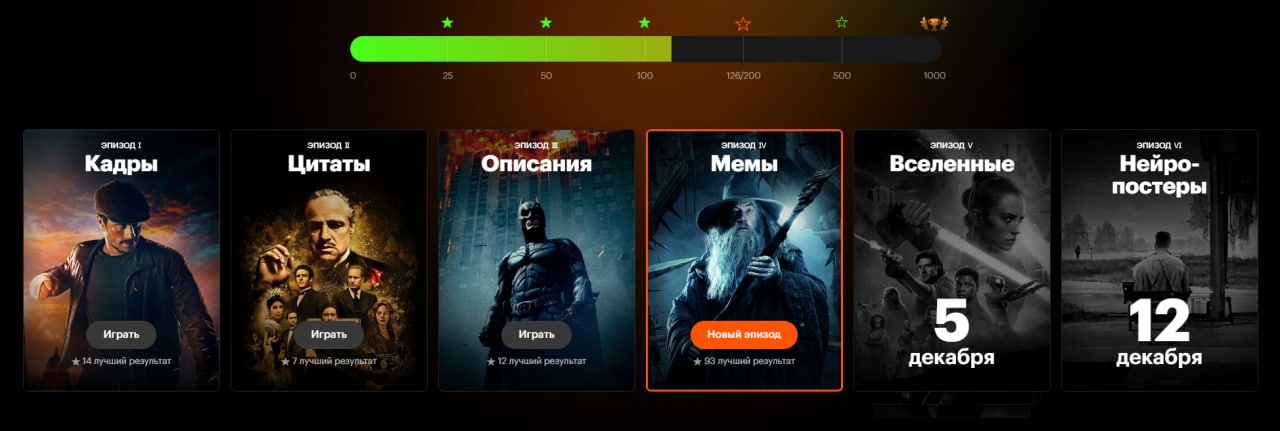 0
25
50
100
126/200
500
1000
ЭПИЗОД I
Кадры
Играть
14 лучший результат
ЭПИЗОД II
Цитаты
Играть
7 лучший результат
ЭПИЗОД III
Описания
Играть
12 лучший результат
ЭПИЗОД IV
Мемы
Новый эпизод
93 лучший результат
ЭПИЗОД V
Вселенные
5
декабря
ЭПИЗОД VI
Нейро-
постеры
12
декабря